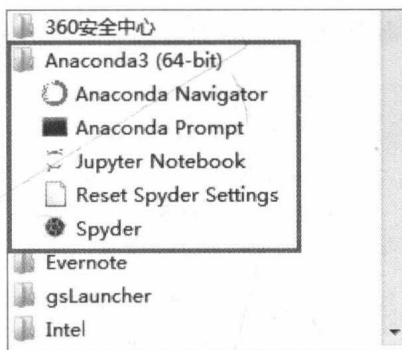 360安全中心
Anaconda3 (64-bit)
Anaconda Navigator
Anaconda Prompt
Jupyter Notebook
Reset Spyder Settings
Spyder
Evernote
gsLauncher
Intel